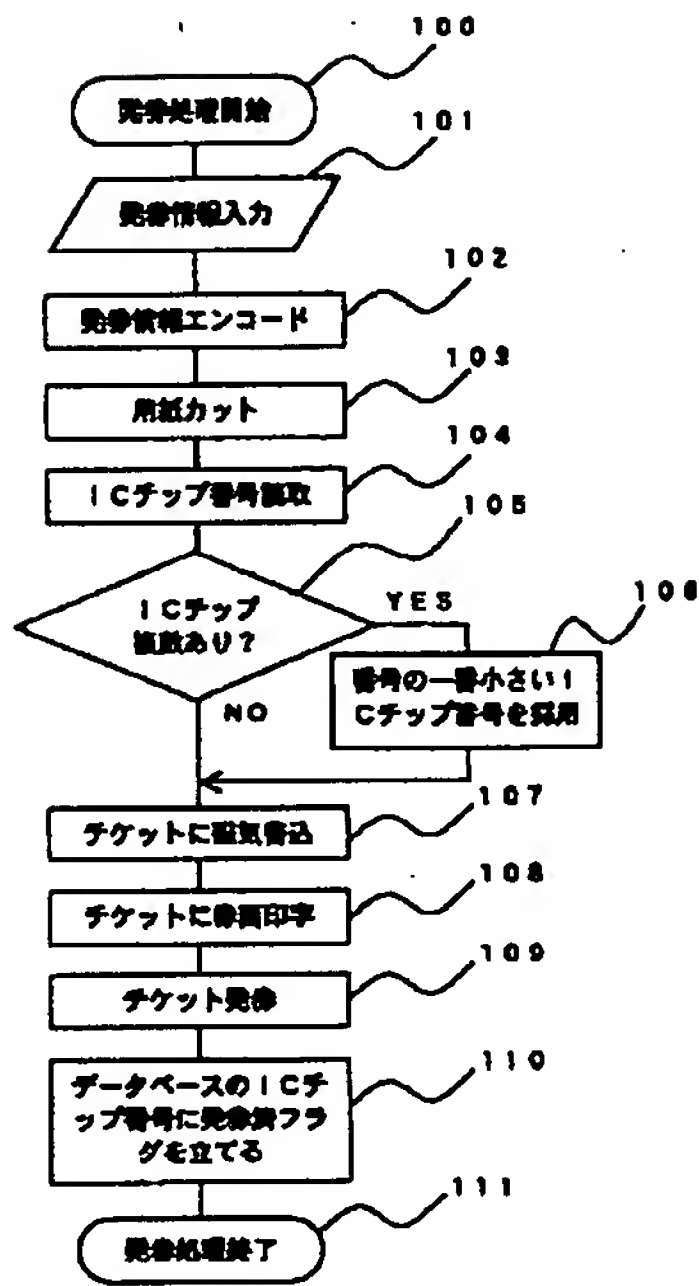 100
発券処理開始
101
発券情報入力
102
発券情報エンコード
103
用紙カット
104
ICチップ番号読取
105
ICチップ
複数あり?
YES
106
番号の一番小さいI
Cチップ番号を採用
NO
107
チケットに磁気書込
108
チケットに券面印字
109
チケット発券
110
データベースのICチ
ップ番号に発券済フラ
グを立てる
111
発券処理終了